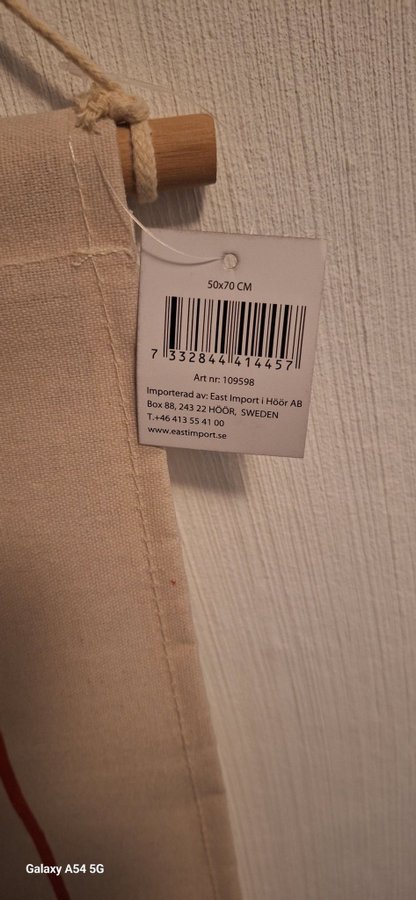 50x70 CM
7 332844 414457
Art nr: 109598
Importerad av: East Import i Höör AB
Box 88, 243 22 HÖÖR, SWEDEN
T.+46 413 55 41 00
www.eastimport.se
Galaxy A54 5G